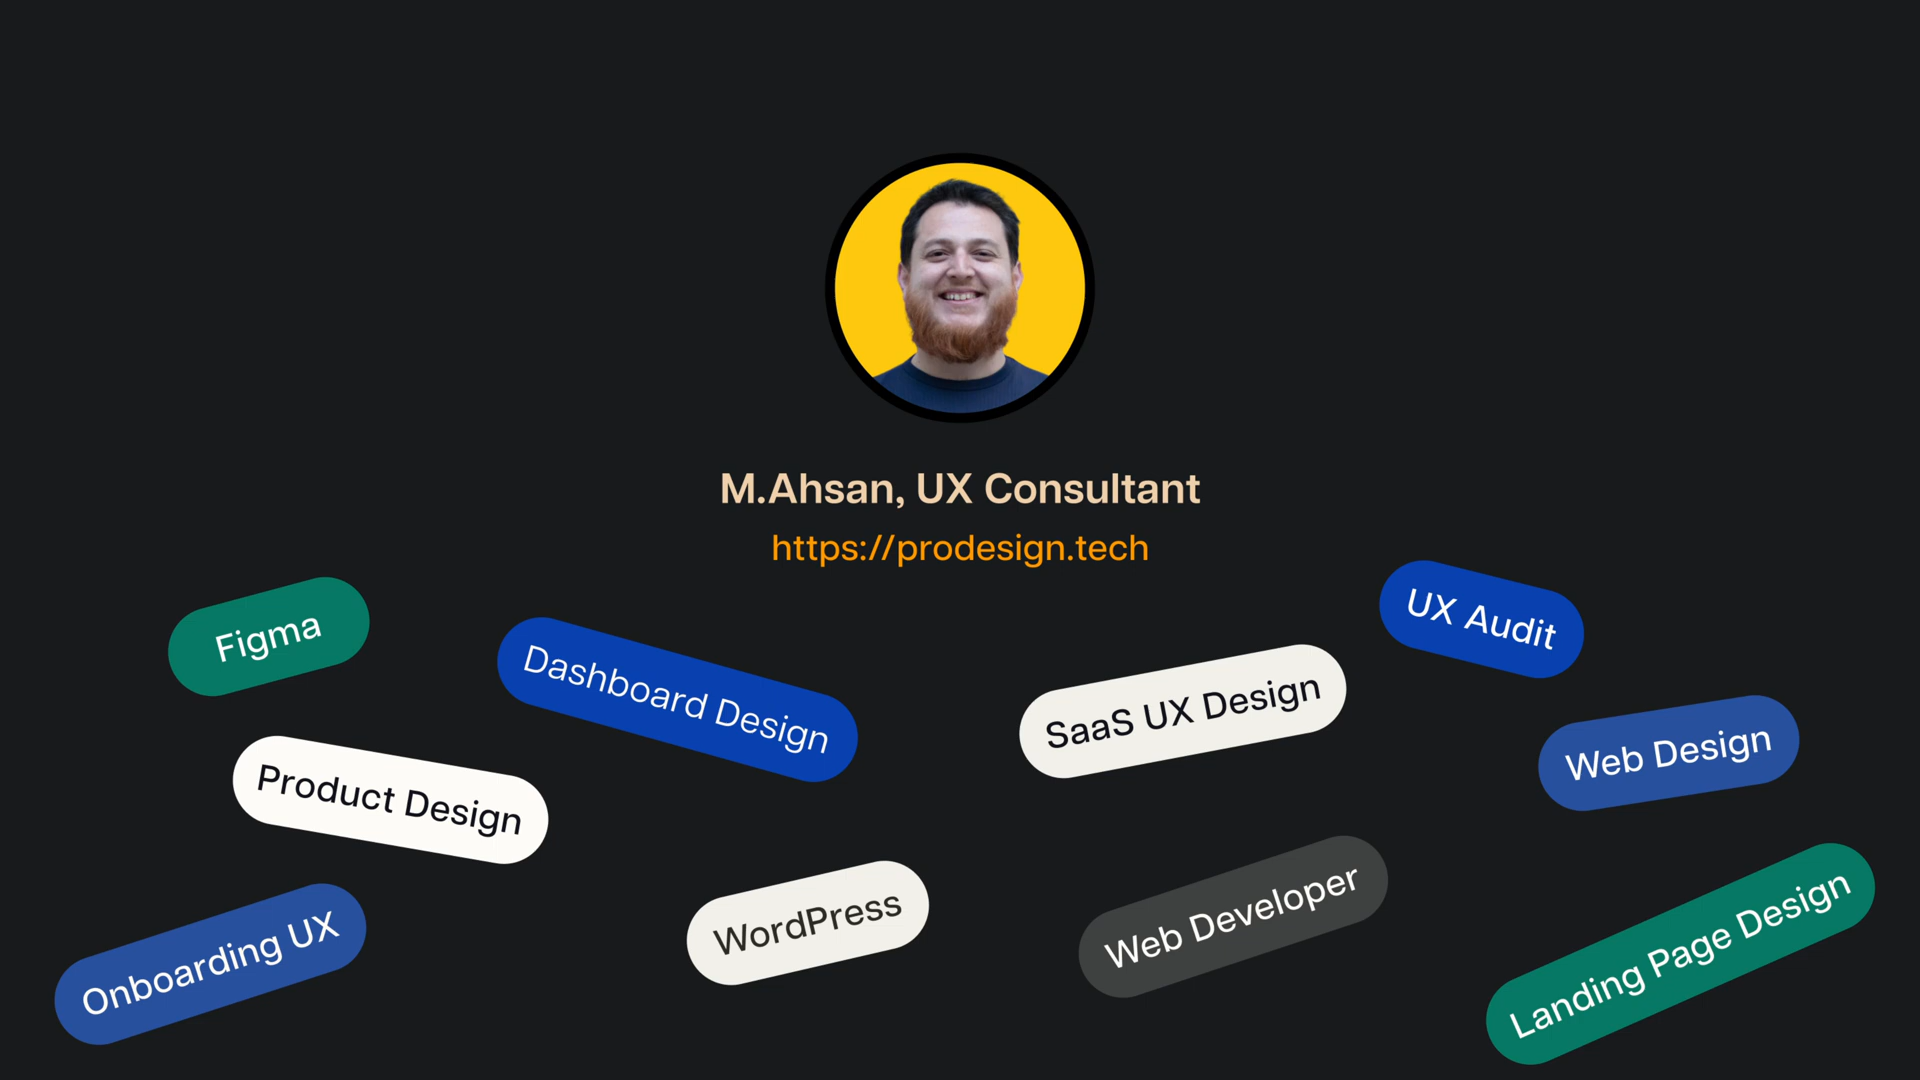 M.Ahsan, UX Consultant
https://prodesign.tech
Figma
Dashboard Design
UX Audit
SaaS UX Design
Web Design
Product Design
Onboarding UX
WordPress
Web Developer
Landing Page Design